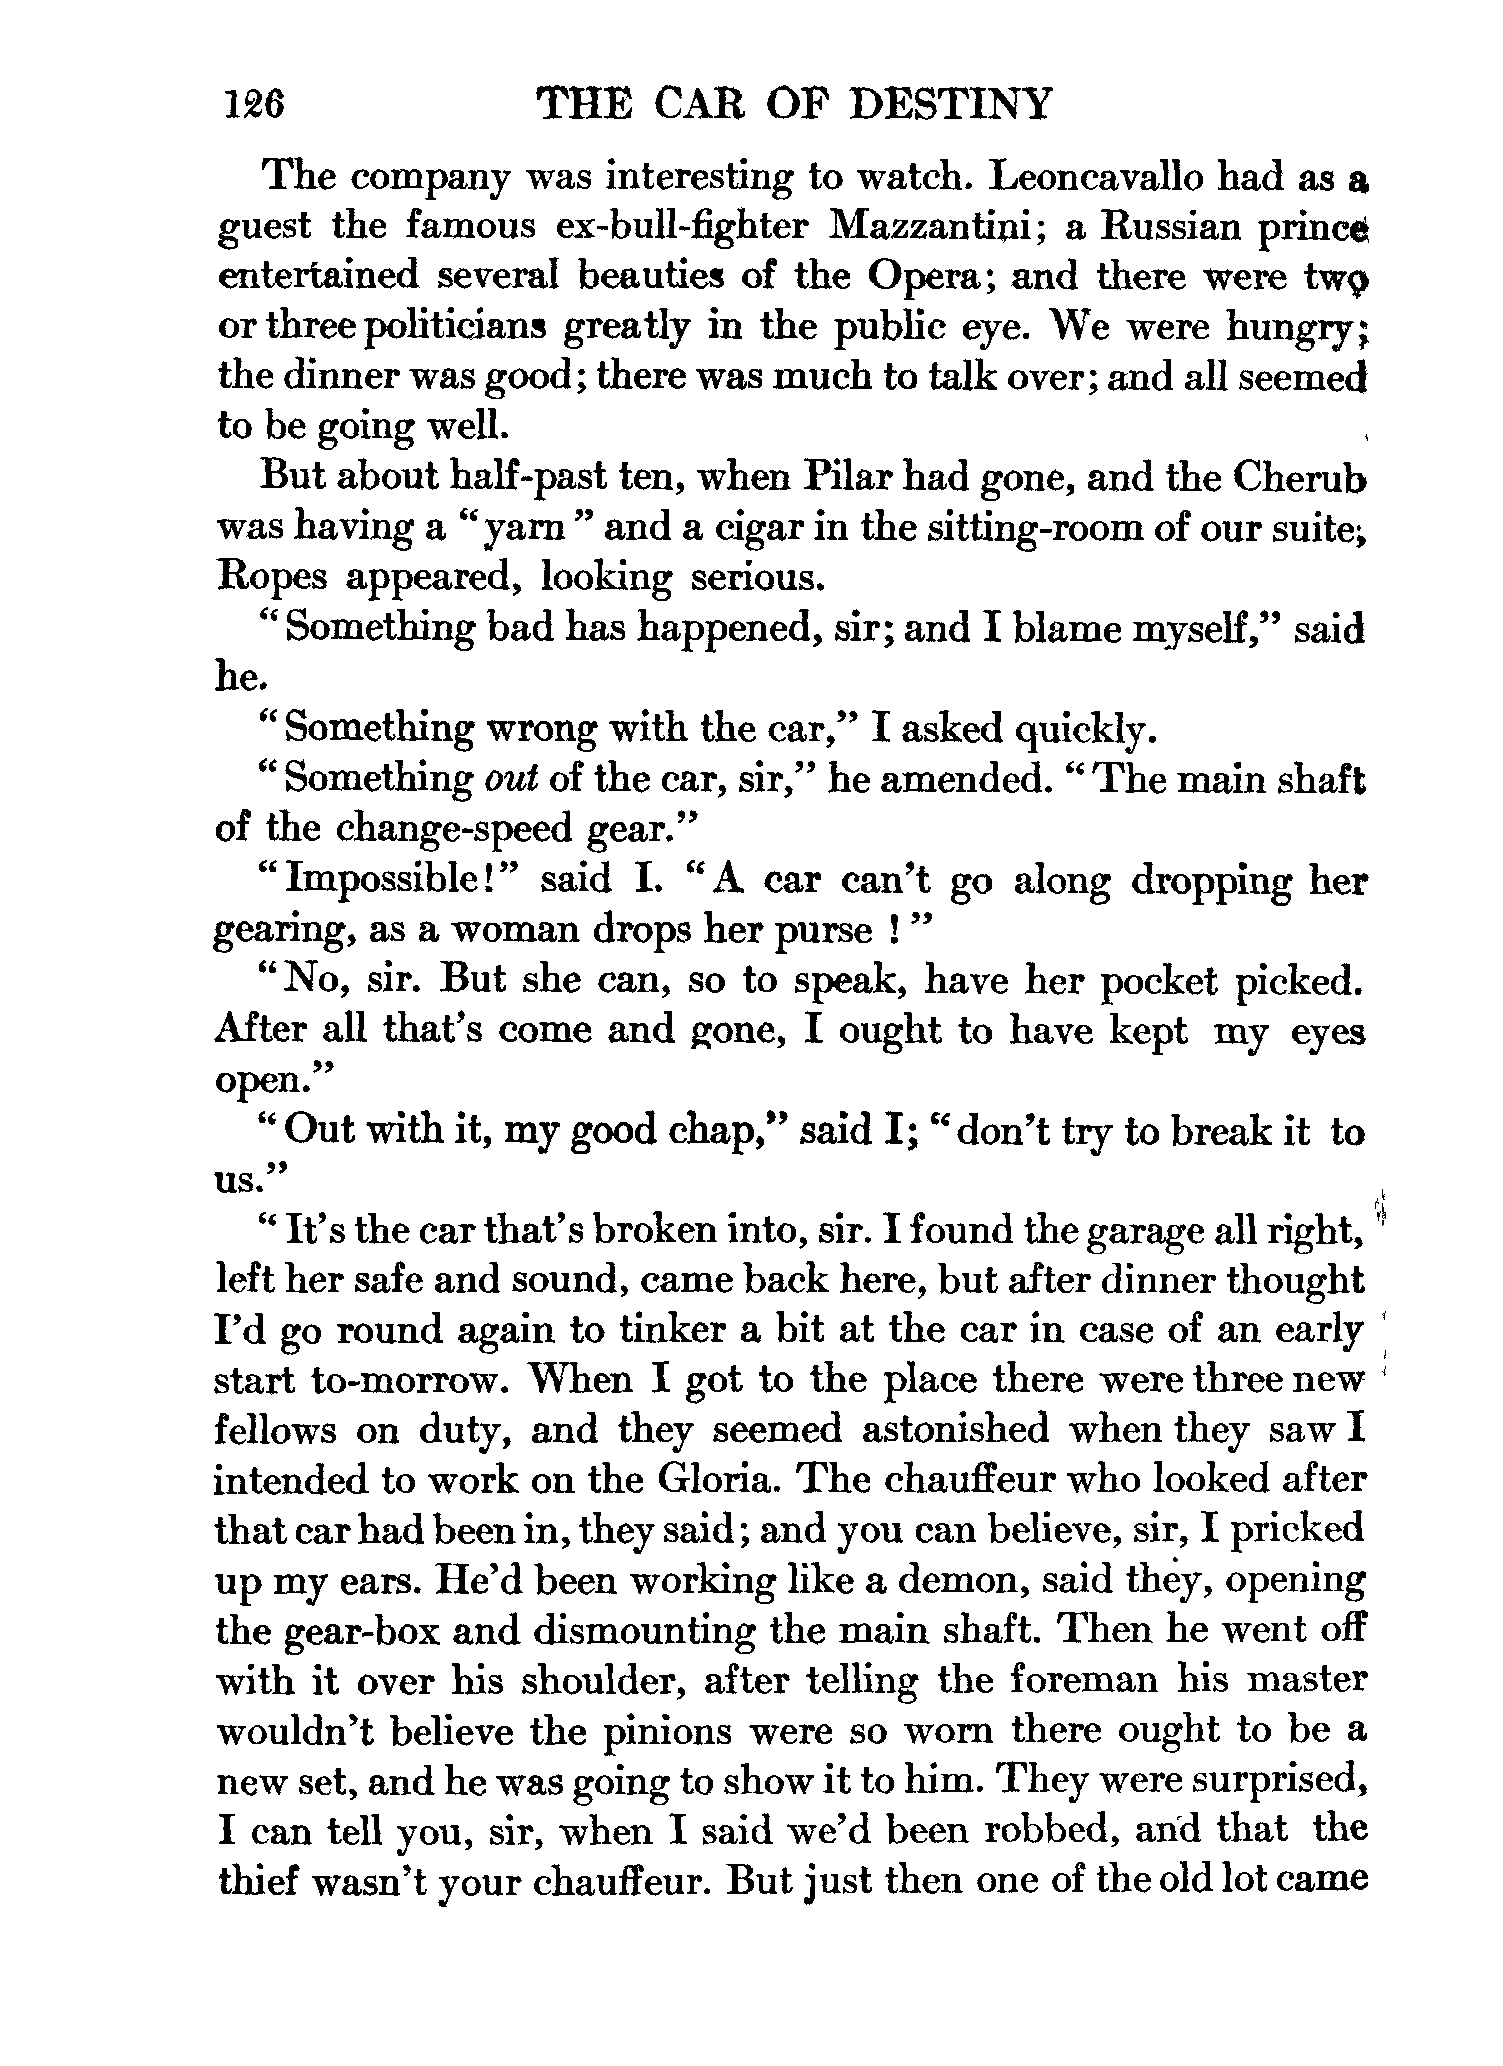 126 THE CAR OF DESTINY
The company was interesting to watch. Leoncavallo had as a
guest the famous ex-bull-fighter Mazzantini; a Russian prince
entertained several beauties of the Opera; and there were two
or three politicians greatly in the public eye. We were hungry;
the dinner was good; there was much to talk over; and all seemed
to be going well.
But about half-past ten, when Pilar had gone, and the Cherub
was having a "yarn" and a cigar in the sitting-room of our suite;
Ropes appeared, looking serious.
"Something bad has happened, sir; and I blame myself," said
he.
"Something wrong with the car," I asked quickly.
"Something out of the car, sir," he amended. "The main shaft
of the change-speed gear."
"Impossible!" said I. "A car can't go along dropping her
gearing, as a woman drops her purse!"
"No, sir. But she can, so to speak, have her pocket picked.
After all that's come and gone, I ought to have kept my eyes
open."
"Out with it, my good chap," said I; "don't try to break it to
us."
"It's the car that's broken into, sir. I found the garage all right,
left her safe and sound, came back here, but after dinner thought
I'd go round again to tinker a bit at the car in case of an early
start to-morrow. When I got to the place there were three new
fellows on duty, and they seemed astonished when they saw I
intended to work on the Gloria. The chauffeur who looked after
that car had been in, they said; and you can believe, sir, I pricked
up my ears. He'd been working like a demon, said they, opening
the gear-box and dismounting the main shaft. Then he went off
with it over his shoulder, after telling the foreman his master
wouldn't believe the pinions were so worn there ought to be a
new set, and he was going to show it to him. They were surprised,
I can tell you, sir, when I said we'd been robbed, and that the
thief wasn't your chauffeur. But just then one of the old lot came